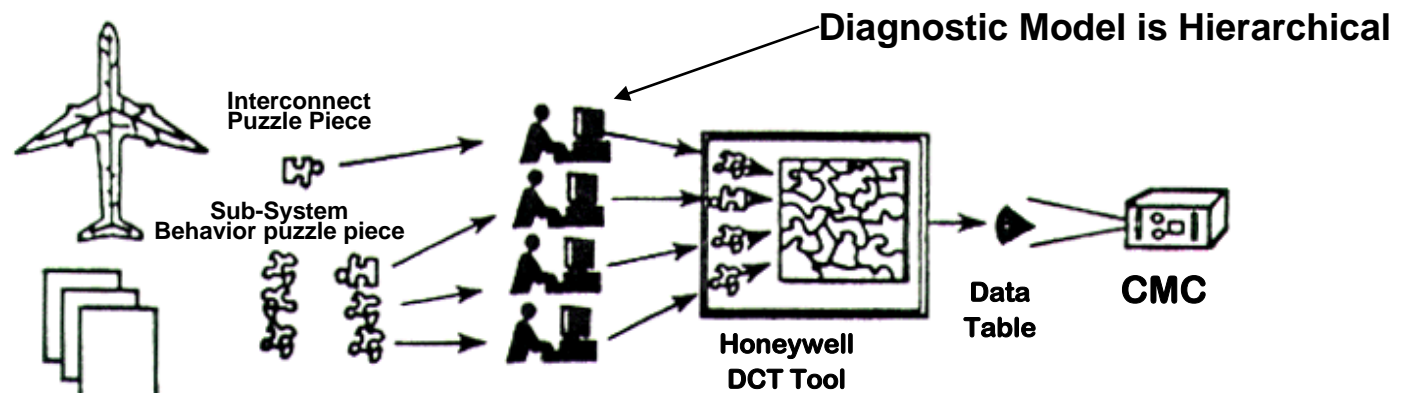 Diagnostic Model is Hierarchical
Interconnect
Puzzle Piece
Sub-System
Behavior puzzle piece
Honeywell
DCT Tool
Data
Table
CMC